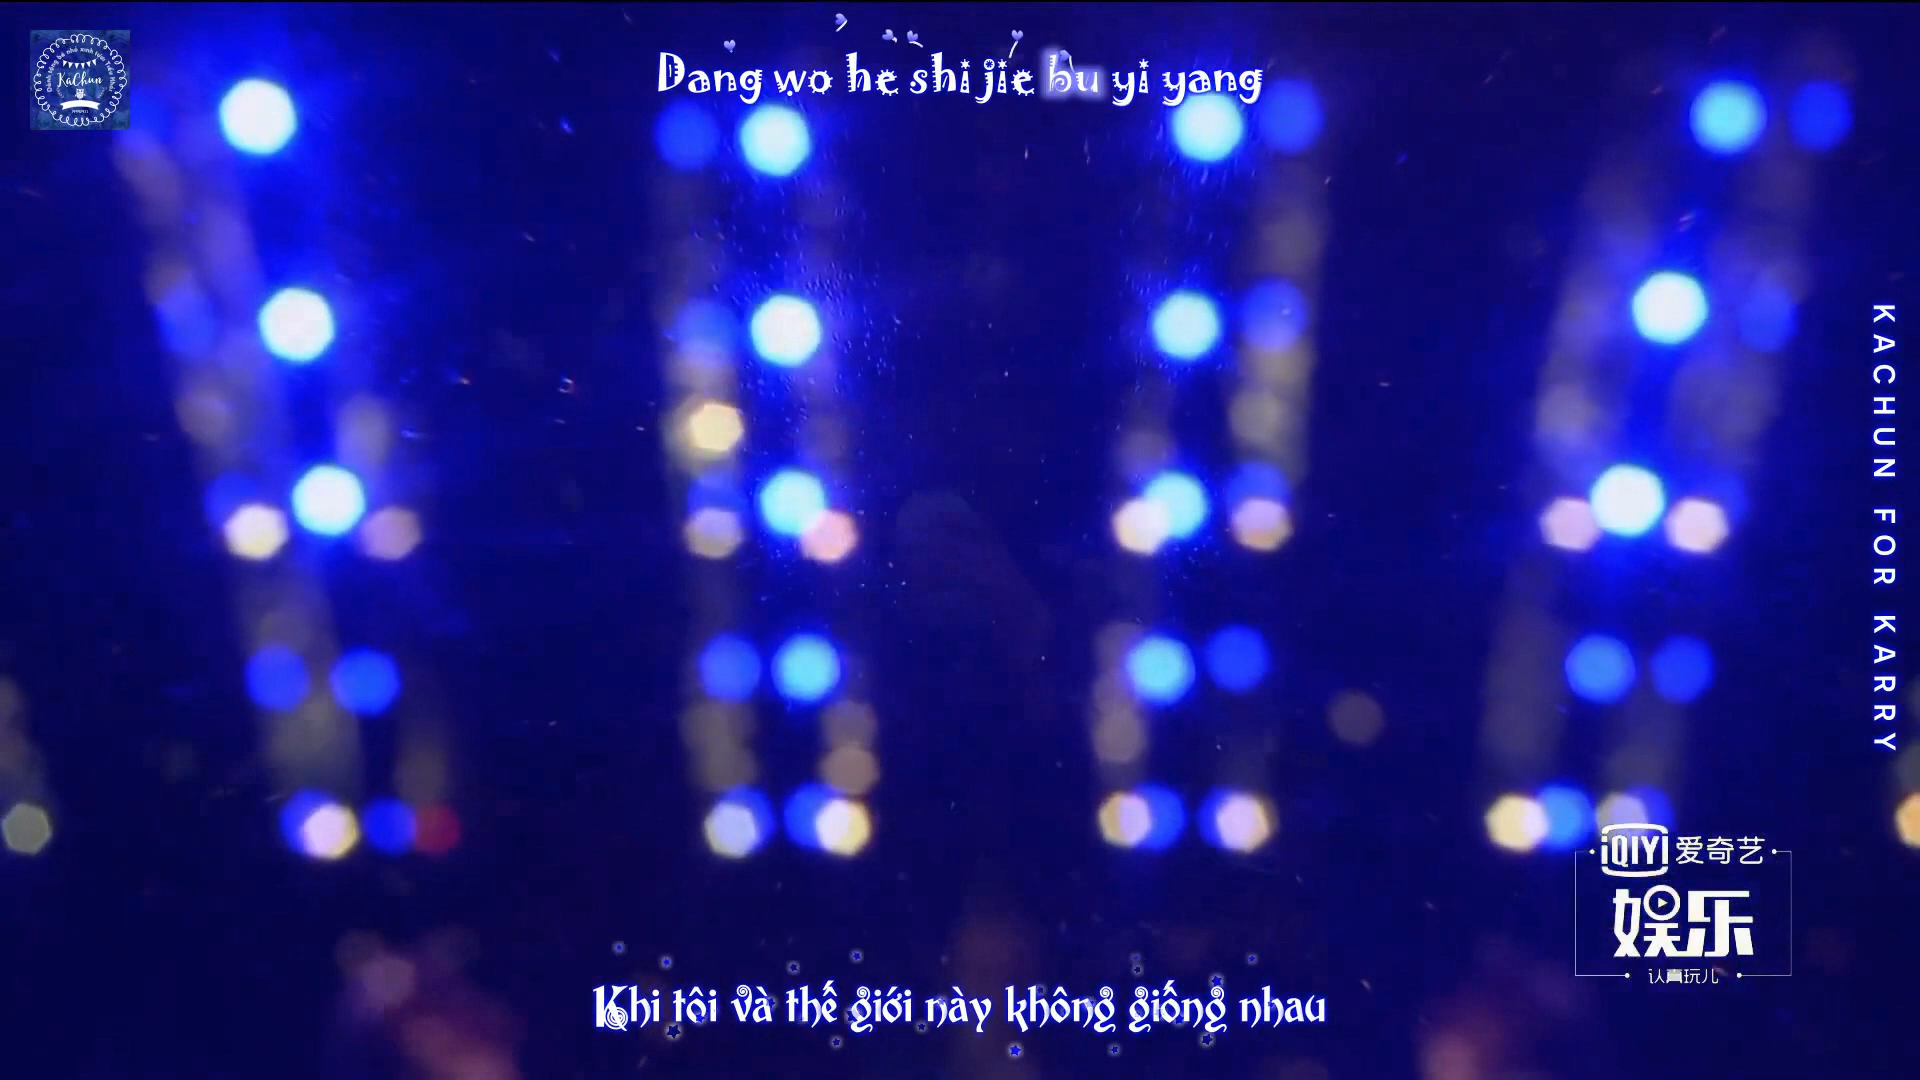 KaChun
Dang wo he shi jie bu yi yang
KACHUN FOR KARRY
iQIYI 爱奇艺
娱乐
认真玩儿
Khi tôi và thế giới này không giống nhau